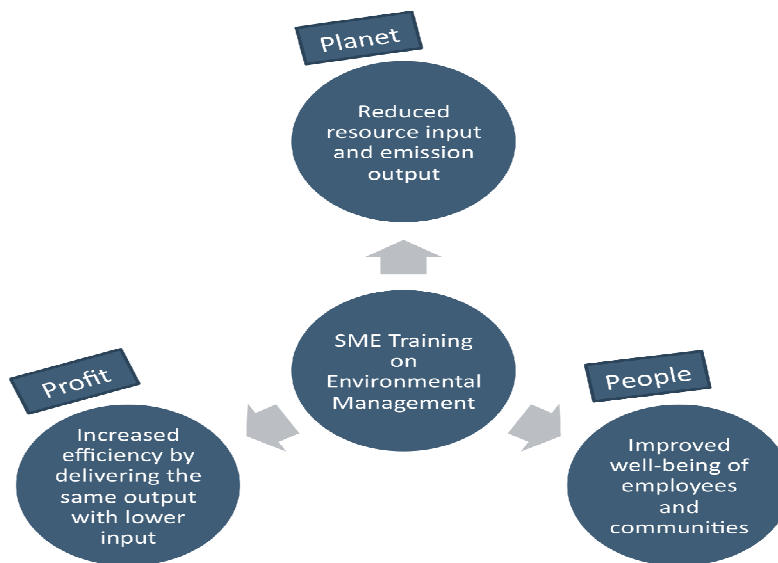 Planet
Reduced
resource input
and emission
output
SME Training
on
Environmental
Management
Profit
Increased
efficiency by
delivering the
same output
with lower
input
People
Improved
well-being of
employees
and
communities